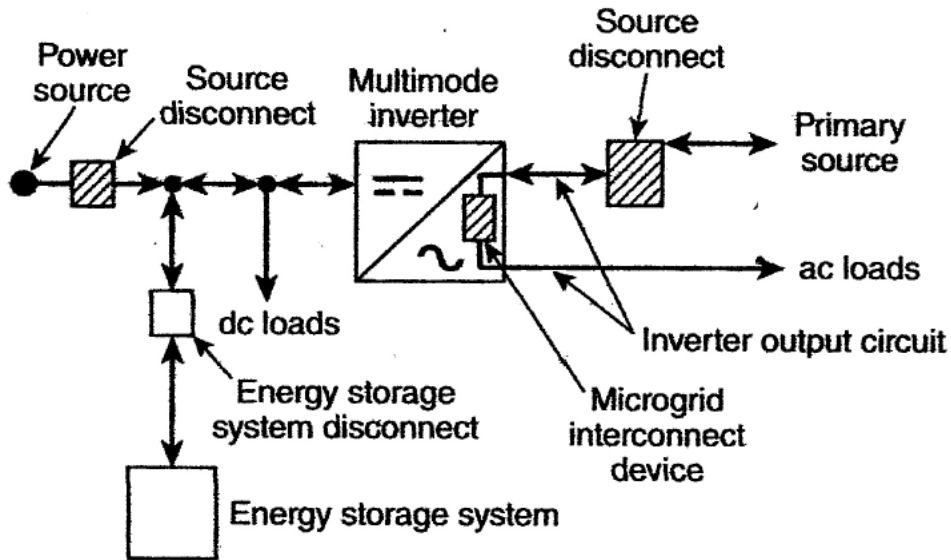 Power
source
Source
disconnect
Multimode
inverter
Source
disconnect
Primary
source
ac loads
dc loads
Inverter output circuit
Energy storage
system disconnect
Microgrid
interconnect
device
Energy storage system